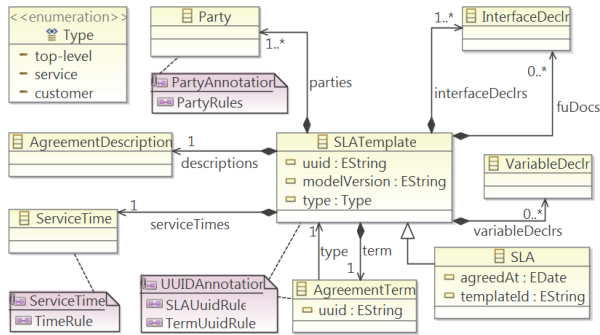 <<enumeration>>
Type
top-level
service
customer
Party
1..*
PartyAnnotation
PartyRules
parties
InterfaceDeclr
1..*
0..*
interfaceDeclrs
fuDocs
AgreementDescription
1
descriptions
SLATemplate
uuid : EString
modelVersion : EString
type : Type
VariableDeclr
0..*
variableDeclrs
ServiceTime
1
serviceTimes
1
type
term
1
SLA
agreedAt : EDate
templateId : EString
ServiceTime
TimeRule
UUIDAnnotation
SLAUuidRule
TermUuidRule
AgreementTerm
uuid : EString